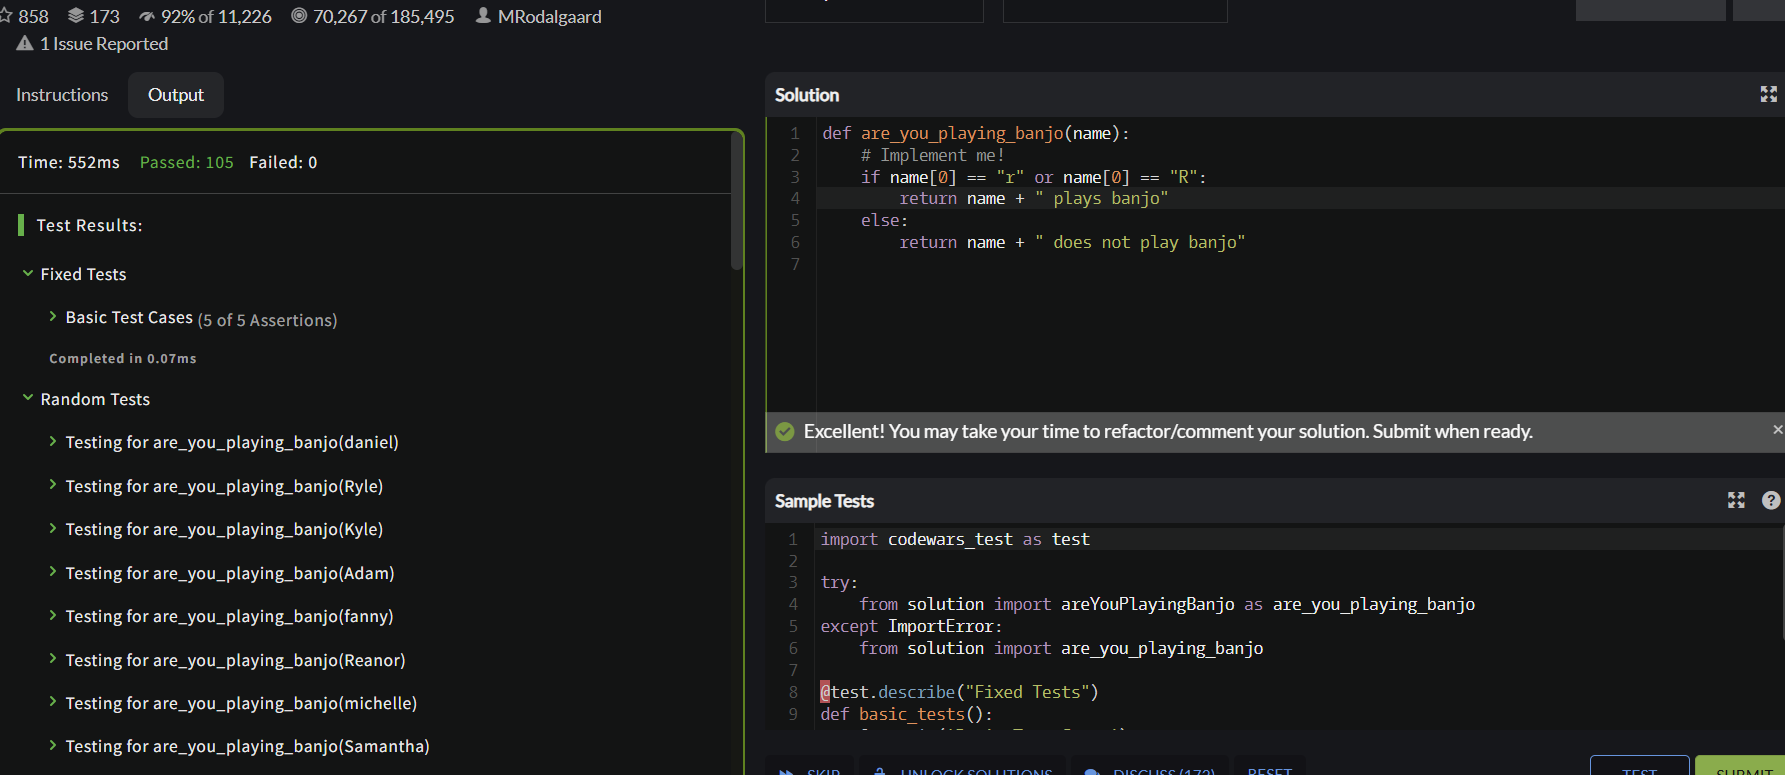 858 173 92% of 11,226 70,267 of 185,495 MRodalgaard
1 Issue Reported
Instructions Output
Time: 552ms Passed: 105 Failed: 0
Test Results:
Fixed Tests
Basic Test Cases (5 of 5 Assertions)
Completed in 0.07ms
Random Tests
Testing for are_you_playing_banjo(daniel)
Testing for are_you_playing_banjo(Ryle)
Testing for are_you_playing_banjo(Kyle)
Testing for are_you_playing_banjo(Adam)
Testing for are_you_playing_banjo(fanny)
Testing for are_you_playing_banjo(Reanor)
Testing for are_you_playing_banjo(michelle)
Testing for are_you_playing_banjo(Samantha)
Solution
1 def are_you_playing_banjo(name):
2     # Implement me!
3     if name[0] == "r" or name[0] == "R":
4         return name + " plays banjo"
5     else:
6         return name + " does not play banjo"
7
Excellent! You may take your time to refactor/comment your solution. Submit when ready.
Sample Tests
1 import codewars_test as test
2
3 try:
4     from solution import areYouPlayingBanjo as are_you_playing_banjo
5 except ImportError:
6     from solution import are_you_playing_banjo
7
8 @test.describe("Fixed Tests")
9 def basic_tests():
SKIP UNLOCK SOLUTIONS DISCUSS (173) RESET TEST SUBMIT